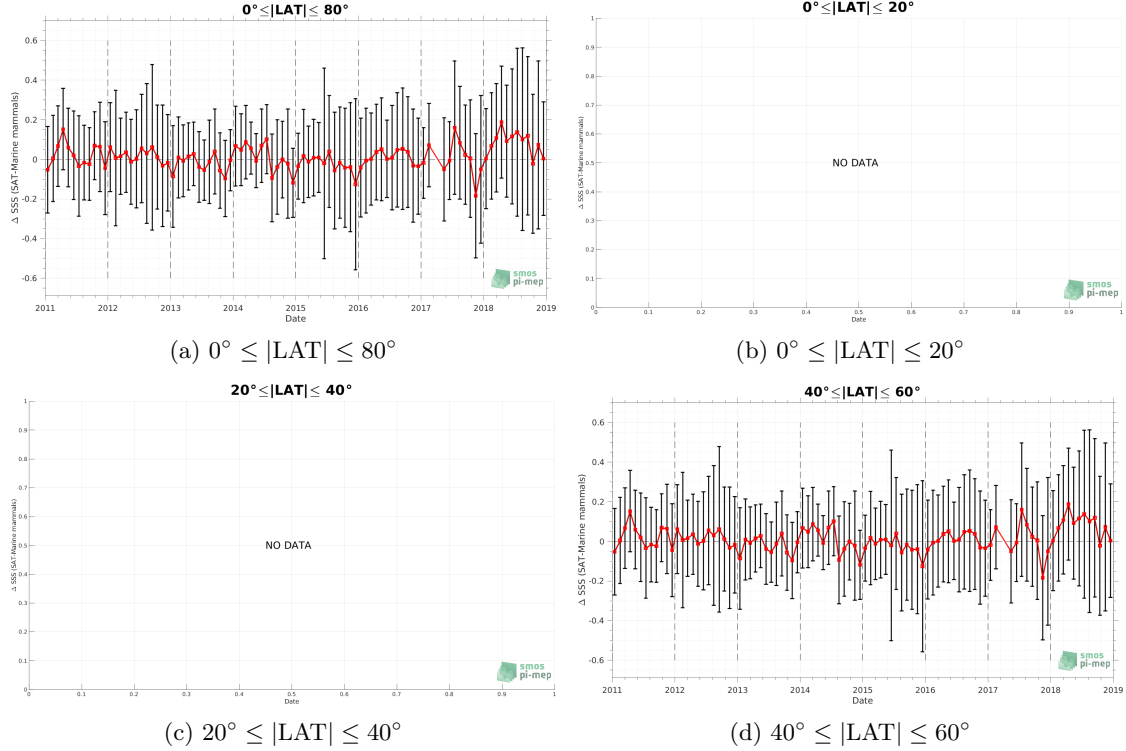 0°≤|LAT|≤ 80°
Δ SSS (SAT-Marine mammals)
0.6
0.4
0.2
0
-0.2
-0.4
-0.6
2011 2012 2013 2014 2015 2016 2017 2018 2019
Date
smos
pi-mep
(a) 0° ≤ |LAT| ≤ 80°
0°≤|LAT|≤ 20°
Δ SSS (SAT-Marine mammals)
1
0.9
0.8
0.7
0.6
0.5
0.4
0.3
0.2
0.1
0
NO DATA
0 0.1 0.2 0.3 0.4 0.5 0.6 0.7 0.8 0.9 1
Date
smos
pi-mep
(b) 0° ≤ |LAT| ≤ 20°
20°≤|LAT|≤ 40°
Δ SSS (SAT-Marine mammals)
1
0.9
0.8
0.7
0.6
0.5
0.4
0.3
0.2
0.1
0
NO DATA
0 0.1 0.2 0.3 0.4 0.5 0.6 0.7 0.8 0.9 1
Date
smos
pi-mep
(c) 20° ≤ |LAT| ≤ 40°
40°≤|LAT|≤ 60°
Δ SSS (SAT-Marine mammals)
0.6
0.4
0.2
0
-0.2
-0.4
-0.6
2011 2012 2013 2014 2015 2016 2017 2018 2019
Date
smos
pi-mep
(d) 40° ≤ |LAT| ≤ 60°